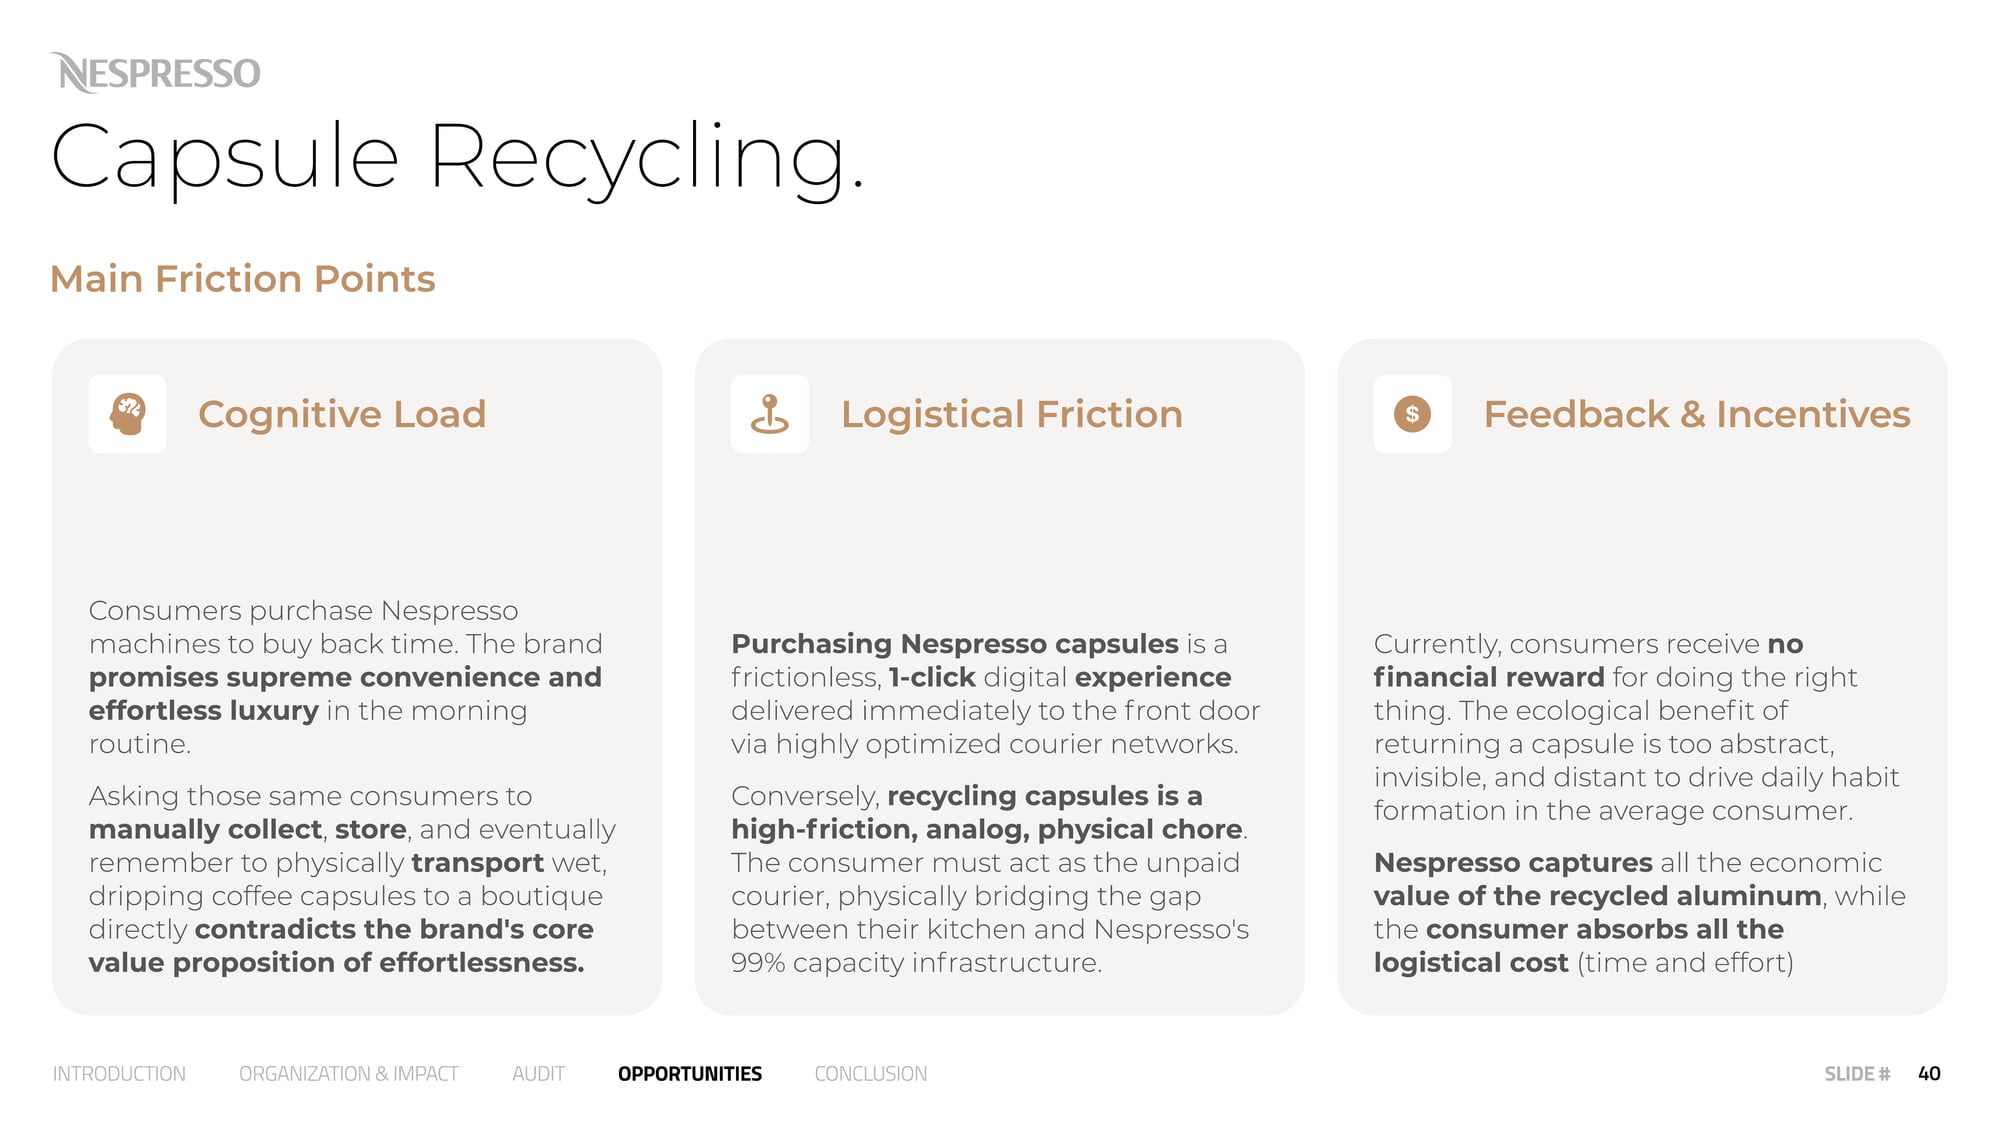 NESPRESSO
Capsule Recycling.
Main Friction Points
Cognitive Load
Consumers purchase Nespresso
machines to buy back time. The brand
promises supreme convenience and
effortless luxury in the morning
routine.
Asking those same consumers to
manually collect, store, and eventually
remember to physically transport wet,
dripping coffee capsules to a boutique
directly contradicts the brand's core
value proposition of effortlessness.
Logistical Friction
Purchasing Nespresso capsules is a
frictionless, 1-click digital experience
delivered immediately to the front door
via highly optimized courier networks.
Conversely, recycling capsules is a
high-friction, analog, physical chore.
The consumer must act as the unpaid
courier, physically bridging the gap
between their kitchen and Nespresso's
99% capacity infrastructure.
$
Feedback & Incentives
Currently, consumers receive no
financial reward for doing the right
thing. The ecological benefit of
returning a capsule is too abstract,
invisible, and distant to drive daily habit
formation in the average consumer.
Nespresso captures all the economic
value of the recycled aluminum, while
the consumer absorbs all the
logistical cost (time and effort)
INTRODUCTION ORGANIZATION & IMPACT AUDIT OPPORTUNITIES CONCLUSION SLIDE # 40